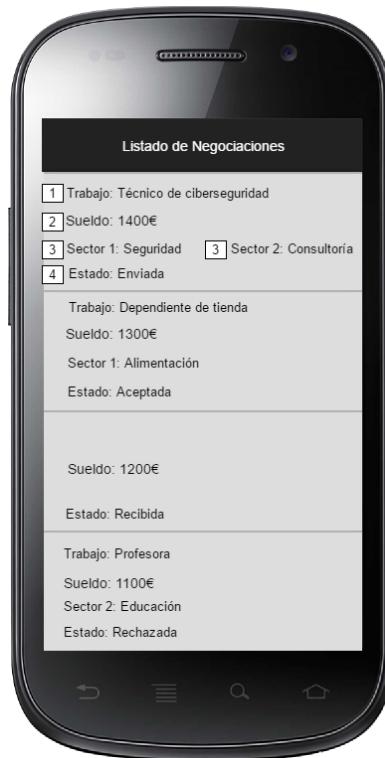 Listado de Negociaciones
1 Trabajo: Técnico de ciberseguridad
2 Sueldo: 1400€
3 Sector 1: Seguridad 3 Sector 2: Consultoría
4 Estado: Enviada
Trabajo: Dependiente de tienda
Sueldo: 1300€
Sector 1: Alimentación
Estado: Aceptada
Sueldo: 1200€
Estado: Recibida
Trabajo: Profesora
Sueldo: 1100€
Sector 2: Educación
Estado: Rechazada